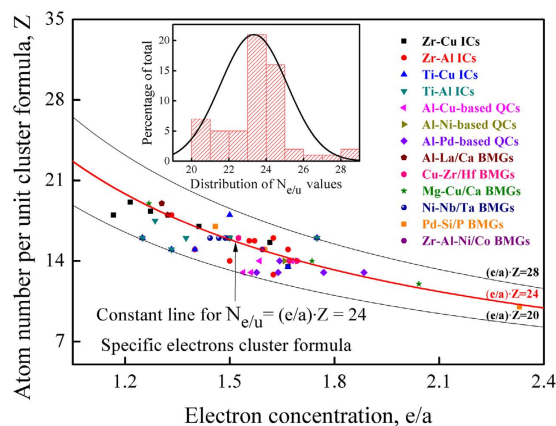 35
28
21
14
7
Atom number per unit cluster formula, Z
1.2
1.5
1.8
2.1
2.4
Electron concentration, e/a
Percentage of total
0
5
10
15
20
20
22
24
26
28
Distribution of N e/u values
Zr-Cu ICs
Zr-Al ICs
Ti-Cu ICs
Ti-Al ICs
Al-Cu-based QCs
Al-Ni-based QCs
Al-Pd-based QCs
Al-La/Ca BMGs
Cu-Zr/Hf BMGs
Mg-Cu/Ca BMGs
Ni-Nb/Ta BMGs
Pd-Si/P BMGs
Zr-Al-Ni/Co BMGs
(e/a)·Z=28
(e/a)·Z=24
(e/a)·Z=20
Constant line for N e/u= (e/a)·Z = 24
Specific electrons cluster formula